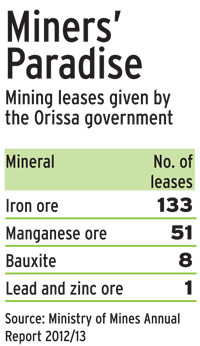 Miners’
Paradise
Mining leases given by
the Orissa government
Mineral No. of
leases
Iron ore 133
Manganese ore 51
Bauxite 8
Lead and zinc ore 1
Source: Ministry of Mines Annual
Report 2012/13